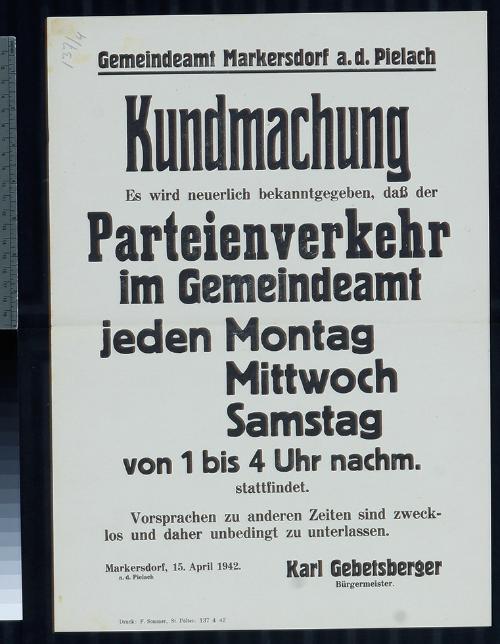 137/4
Gemeindeamt Markersdorf a.d. Pielach
Kundmachung
Es wird neuerlich bekanntgegeben, daß der
Parteienverkehr
im Gemeindeamt
jeden Montag
Mittwoch
Samstag
von 1 bis 4 Uhr nachm.
stattfindet.
Vorsprachen zu anderen Zeiten sind zweck-
los und daher unbedingt zu unterlassen.
Markersdorf, 15. April 1942.
a. d. Pielach
Karl Gebetsberger
Bürgermeister.
Druck: F. Sommer, St. Pölten. 137 4 42